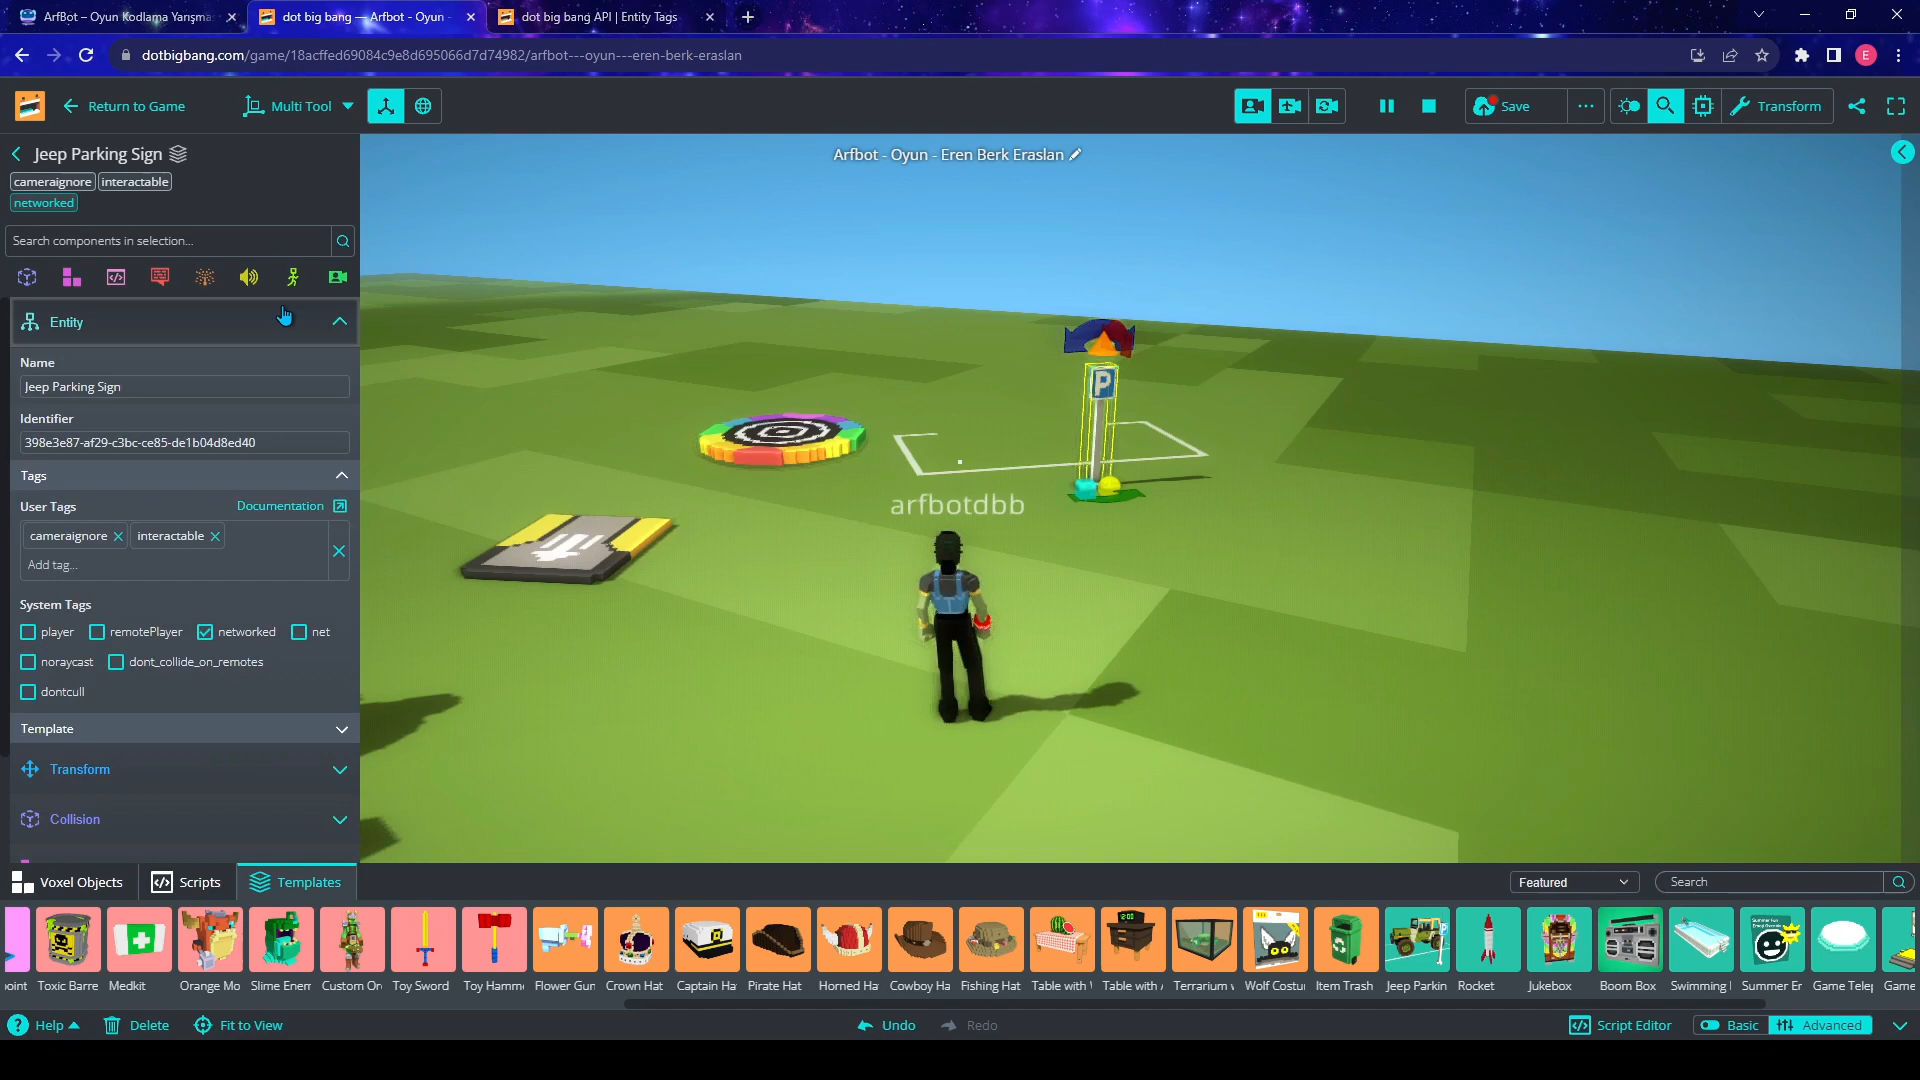 ArfBot – Oyun Kodlama Yarışma
dot big bang — Arfbot - Oyun -
dot big bang API | Entity Tags
dotbigbang.com/game/18acffed69084c9e8d695066d7d74982/arfbot---oyun---eren-berk-eraslan
E
Return to Game
Multi Tool
Save
Transform
Jeep Parking Sign
Arfbot - Oyun - Eren Berk Eraslan
cameraignore
interactable
networked
Search components in selection...
Entity
Name
Jeep Parking Sign
Identifier
398e3e87-af29-c3bc-ce85-de1b04d8ed40
Tags
User Tags
Documentation
cameraignore
interactable
Add tag...
System Tags
player
remotePlayer
networked
net
noraycast
dont_collide_on_remotes
dontcull
Template
Transform
Collision
P
arfbotdbb
Voxel Objects
Scripts
Templates
Featured
Search
oint
Toxic Barre
Medkit
Orange Mo
Slime Enem
Custom Or
Toy Sword
Toy Hamm
Flower Gun
Crown Hat
Captain Ha
Pirate Hat
Horned Ha
Cowboy Ha
Fishing Hat
Table with
Table with
Terrarium
Wolf Costu
Item Trash
Jeep Parkin
Rocket
Jukebox
Boom Box
Swimming
Summer Er
Game Telep
Game
Help
Delete
Fit to View
Undo
Redo
Script Editor
Basic
Advanced